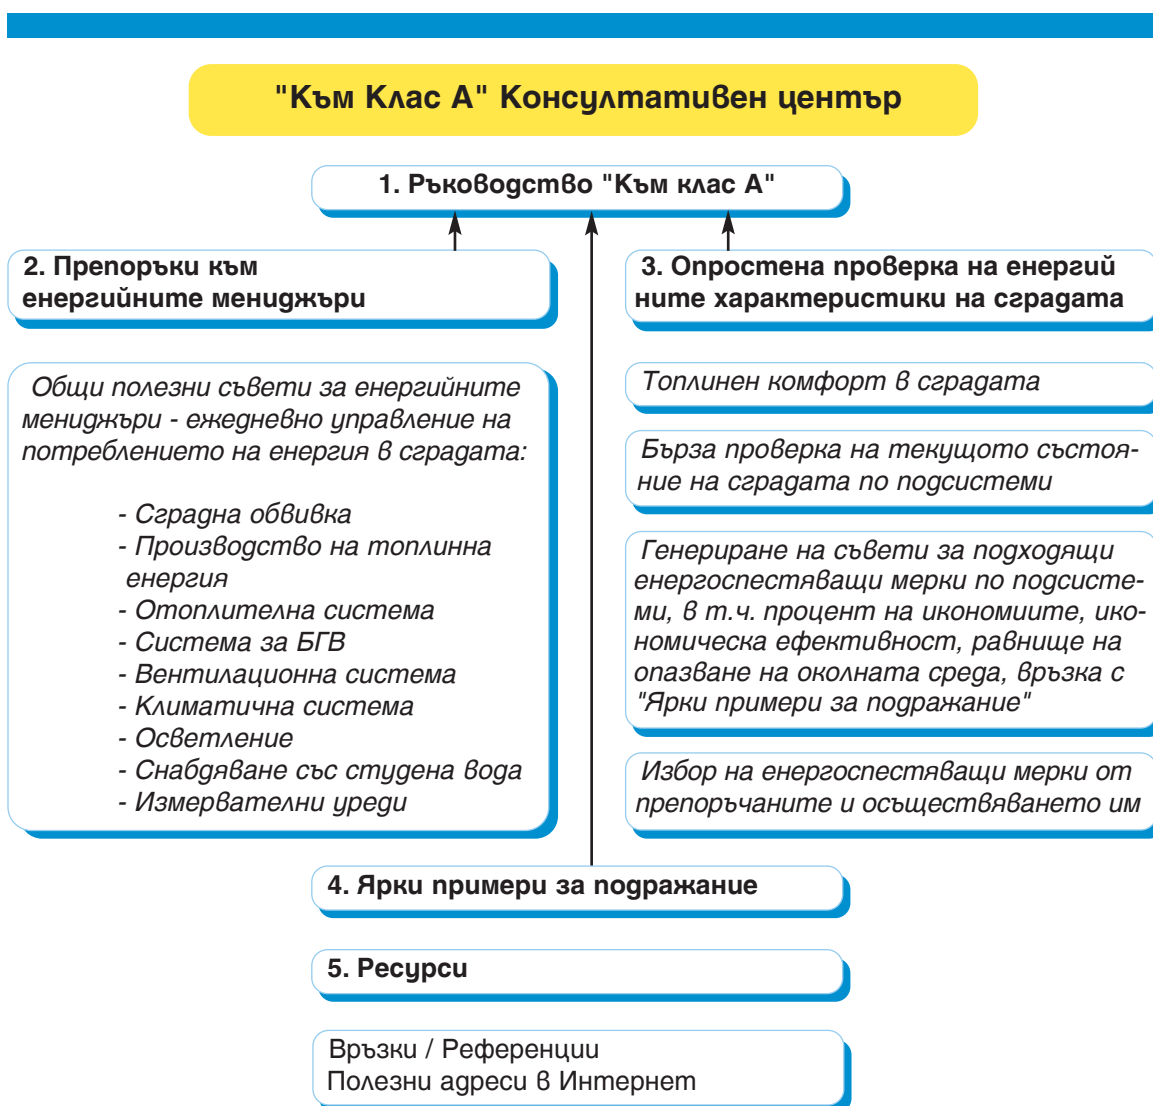 "Към Клас А" Консултативен център
1. Ръководство "Към клас А"
2. Препоръки към
енергийните мениджъри
Общи полезни съвети за енергийните
мениджъри - ежедневно управление на
потреблението на енергия в сградата:
- Сградна обвивка
- Производство на топлинна
енергия
- Отоплителна система
- Система за БГВ
- Вентилационна система
- Климатична система
- Осветление
- Снабдяване със студена вода
- Измервателни уреди
3. Опростена проверка на енергий
ните характеристики на сградата
Топлинен комфорт в сградата
Бърза проверка на текущото състоя-
ние на сградата по подсистеми
Генериране на съвети за подходящи
енергоспестяващи мерки по подсисте-
ми, в т.ч. процент на икономиите, ико-
номическа ефективност, равнище на
опазване на околната среда, връзка с
"Ярки примери за подражание"
Избор на енергоспестяващи мерки от
препоръчаните и осъществяването им
4. Ярки примери за подражание
5. Ресурси
Връзки / Референции
Полезни адреси в Интернет